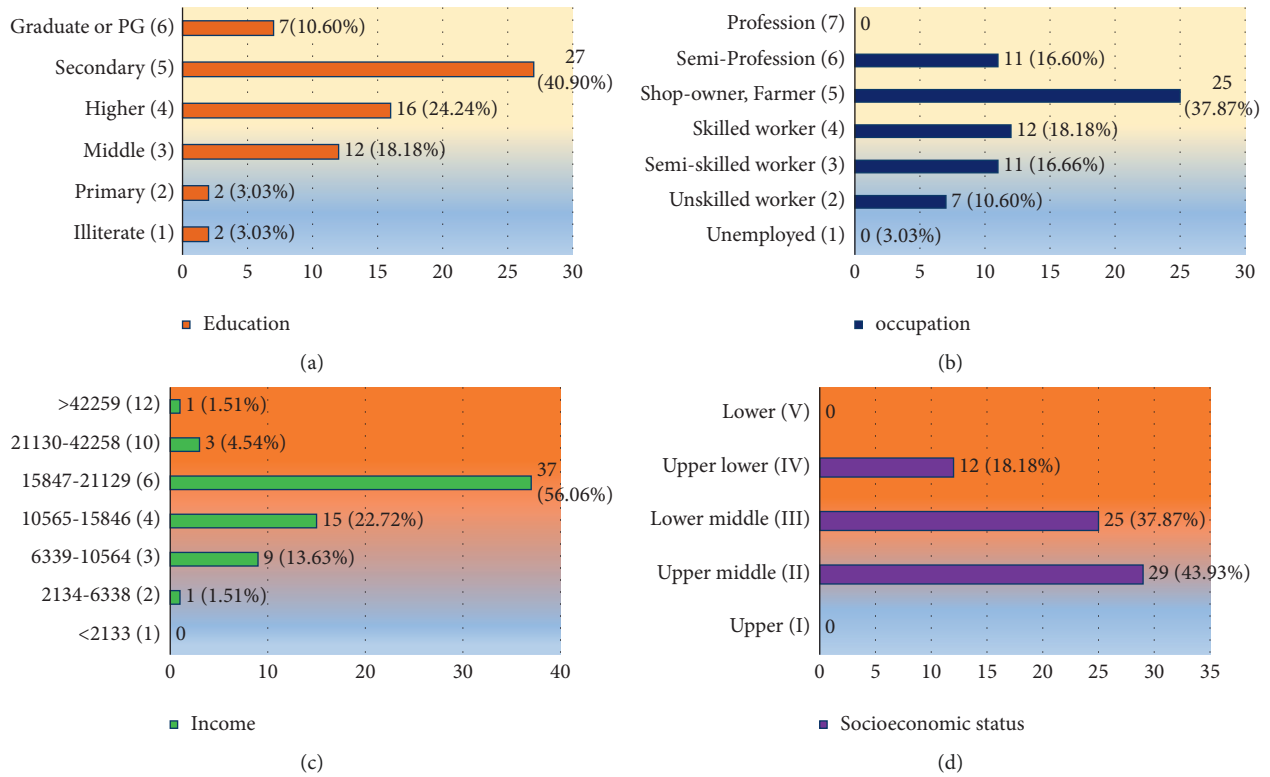 Graduate or PG (6)
7(10.60%)
Secondary (5)
27
(40.90%)
Higher (4)
16 (24.24%)
Middle (3)
12 (18.18%)
Primary (2)
2 (3.03%)
Illiterate (1)
2 (3.03%)
0 5 10 15 20 25 30
Education
(a)
Profession (7)
0
Semi-Profession (6)
11 (16.60%)
Shop-owner, Farmer (5)
25
(37.87%)
Skilled worker (4)
12 (18.18%)
Semi-skilled worker (3)
11 (16.66%)
Unskilled worker (2)
7 (10.60%)
Unemployed (1)
0 (3.03%)
0 5 10 15 20 25 30
occupation
(b)
>42259 (12)
1 (1.51%)
21130-42258 (10)
3 (4.54%)
15847-21129 (6)
37
(56.06%)
10565-15846 (4)
15 (22.72%)
6339-10564 (3)
9 (13.63%)
2134-6338 (2)
1 (1.51%)
<2133 (1)
0
0 10 20 30 40
Income
(c)
Lower (V)
0
Upper lower (IV)
12 (18.18%)
Lower middle (III)
25 (37.87%)
Upper middle (II)
29 (43.93%)
Upper (I)
0
0 5 10 15 20 25 30 35
Socioeconomic status
(d)